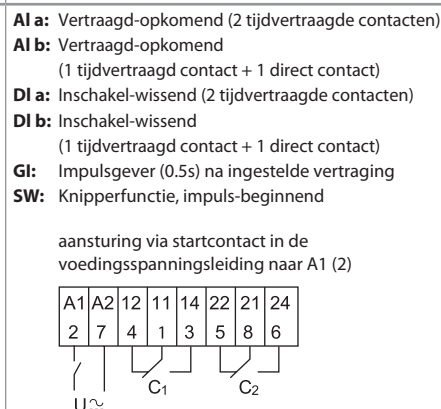 Al a: Vertraagd-opkomend (2 tijdvertraagde contacten)
Al b: Vertraagd-opkomend
(1 tijdvertraagd contact + 1 direct contact)
Dl a: Inschakel-wissend (2 tijdvertraagde contacten)
Dl b: Inschakel-wissend
(1 tijdvertraagd contact + 1 direct contact)
Gl: Impulsgever (0.5s) na ingestelde vertraging
SW: Knipperfunctie, impuls-beginnend
aansturing via startcontact in de
voedingsspanningsleiding naar A1 (2)
A1 A2 12 11 14 22 21 24
2 7 4 1 3 5 8 6
C1 C2
U≂